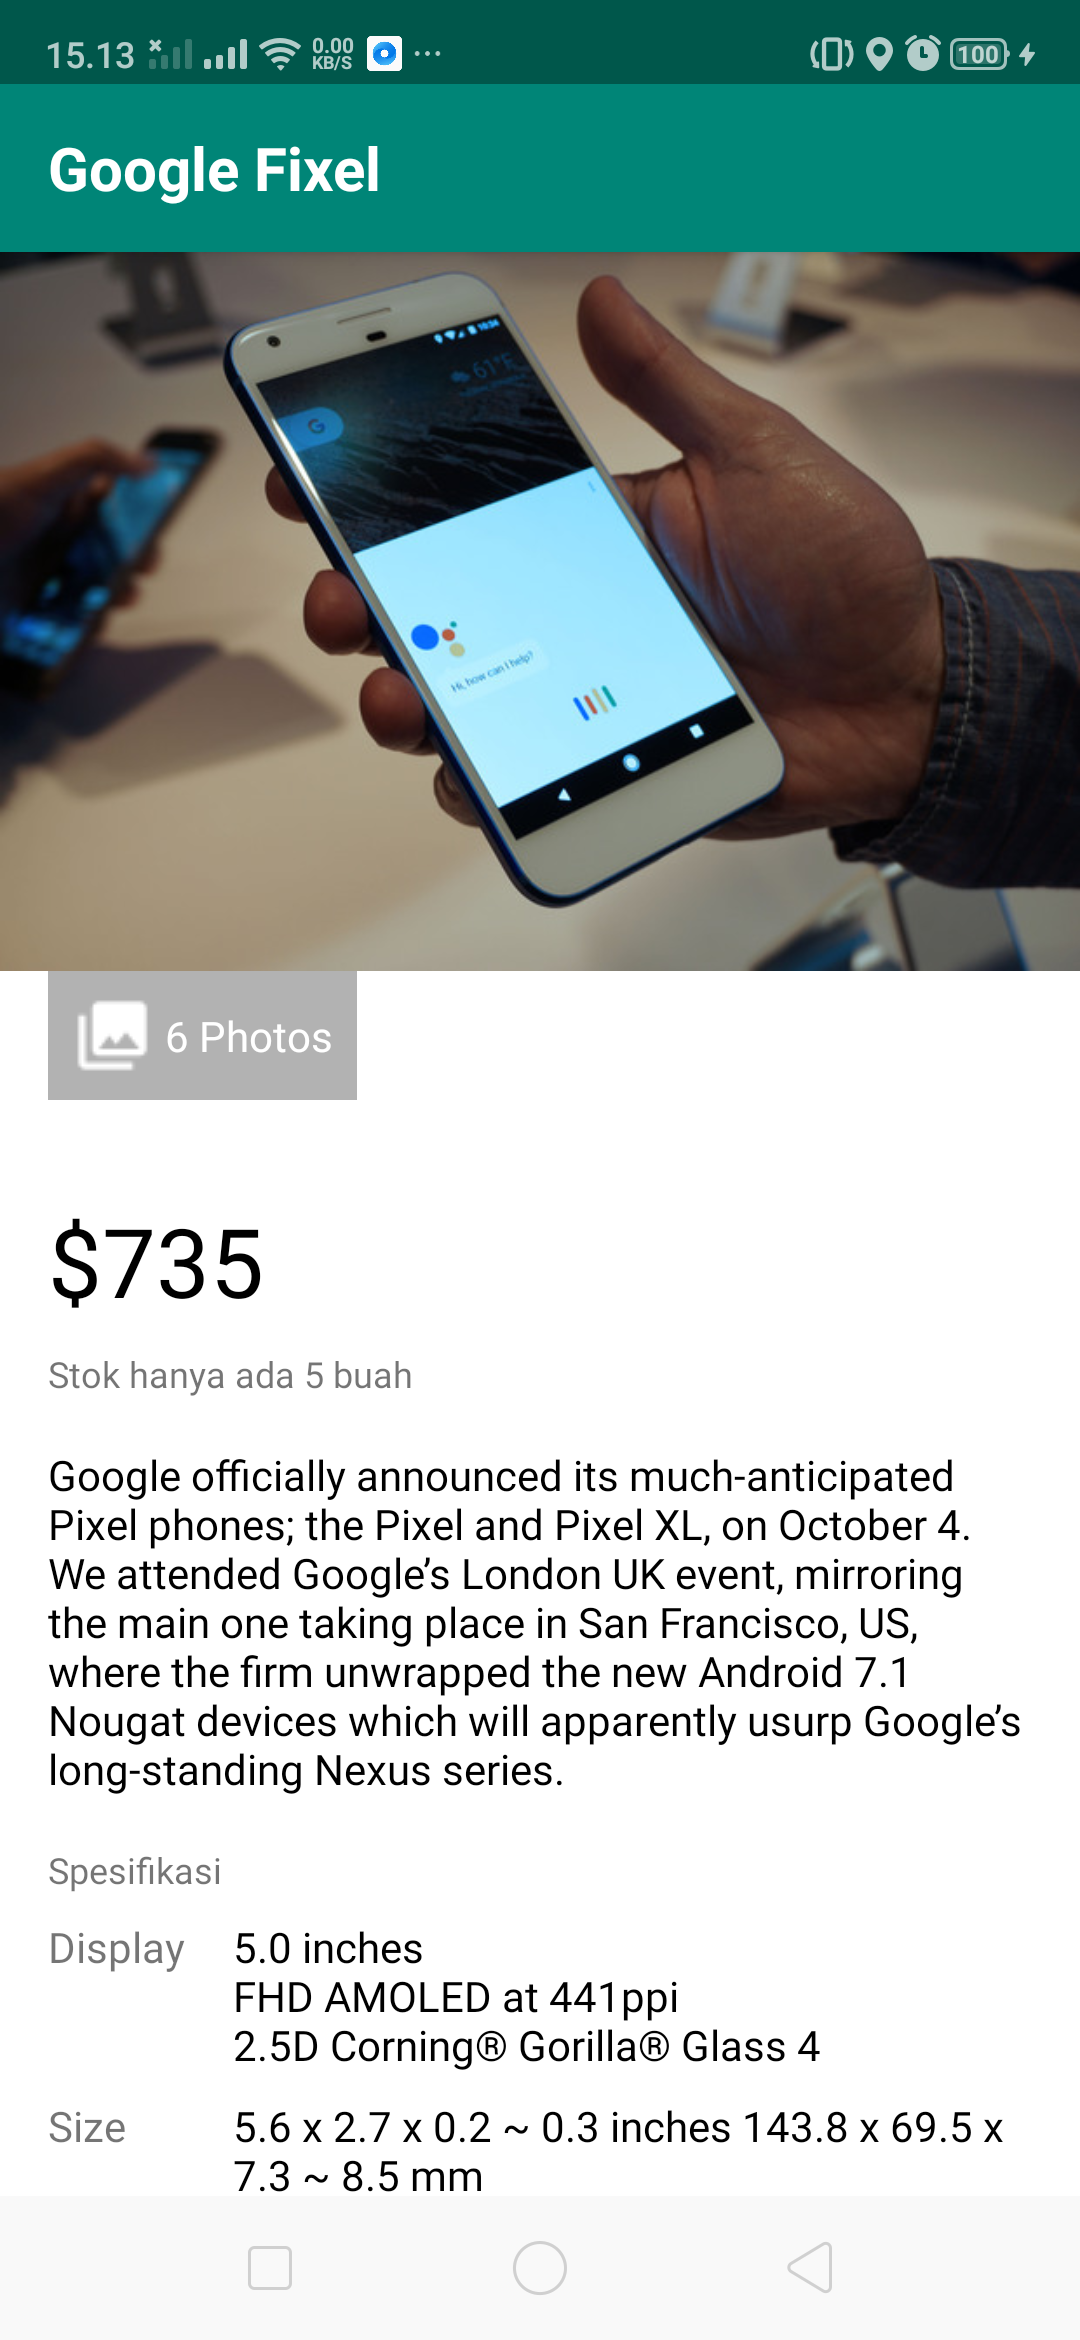 15.13 0.00 KB/S ... 100
Google Fixel
10:34
61°F
G
Hi, how can I help?
6 Photos
$735
Stok hanya ada 5 buah
Google officially announced its much-anticipated
Pixel phones; the Pixel and Pixel XL, on October 4.
We attended Google’s London UK event, mirroring
the main one taking place in San Francisco, US,
where the firm unwrapped the new Android 7.1
Nougat devices which will apparently usurp Google’s
long-standing Nexus series.
Spesifikasi
Display 5.0 inches
FHD AMOLED at 441ppi
2.5D Corning® Gorilla® Glass 4
Size 5.6 x 2.7 x 0.2 ~ 0.3 inches 143.8 x 69.5 x
7.3 ~ 8.5 mm